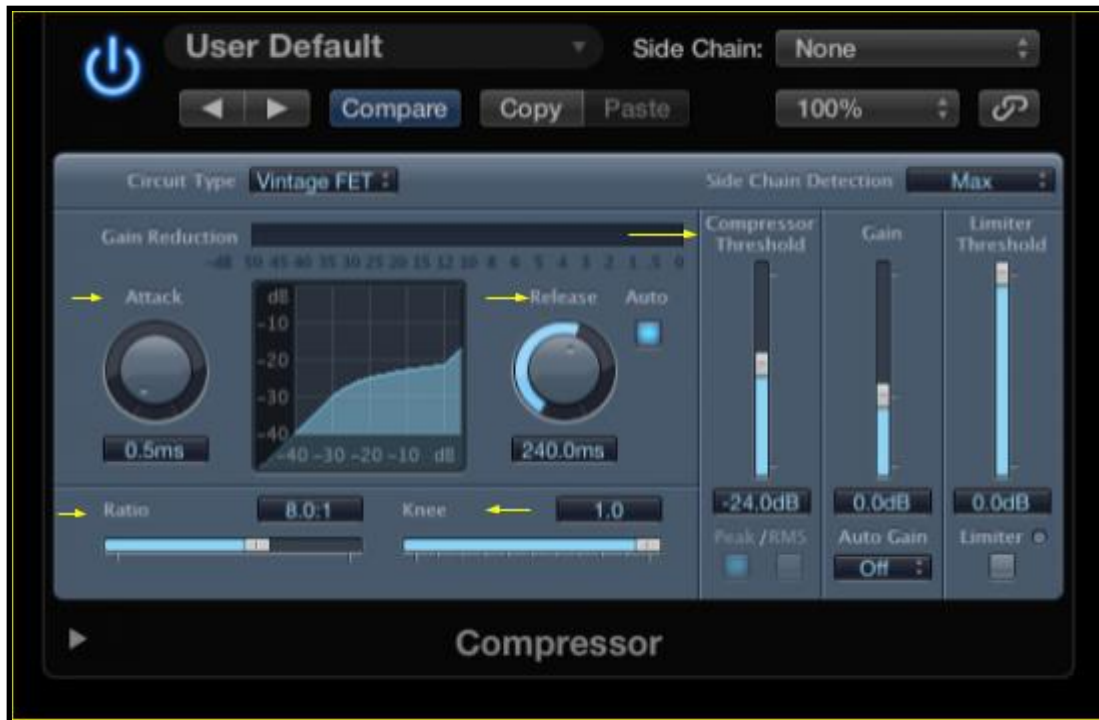 User Default
Side Chain: None
Compare Copy Paste 100%
Circuit Type Vintage FET
Side Chain Detection Max
Gain Reduction
-dB 50 45 40 35 30 25 20 15 12 10 8 6 5 4 3 2 1 .5 0
Attack
0.5ms
dB
-10
-20
-30
-40
-40 -30 -20 -10 dB
Release Auto
240.0ms
Compressor
Threshold
-24.0dB
Peak / RMS
Gain
0.0dB
Auto Gain
Off
Limiter
Threshold
0.0dB
Limiter
Ratio 8.0:1
Knee 1.0
Compressor